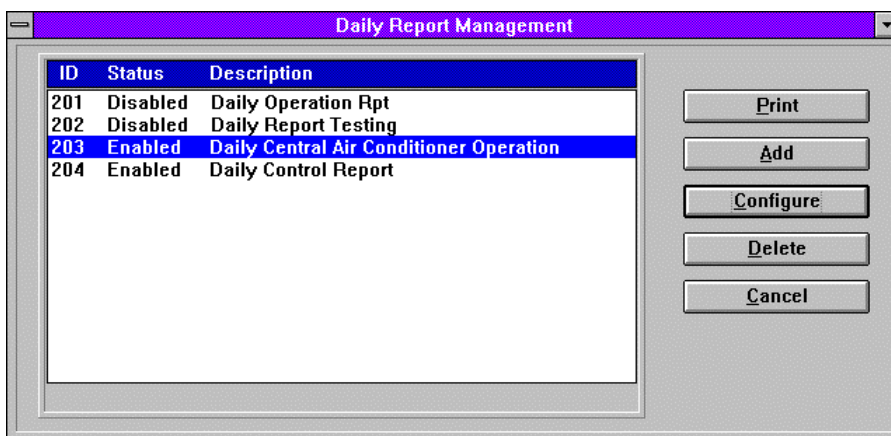 Daily Report Management
ID Status Description
201 Disabled Daily Operation Rpt
202 Disabled Daily Report Testing
203 Enabled Daily Central Air Conditioner Operation
204 Enabled Daily Control Report
Print
Add
Configure
Delete
Cancel